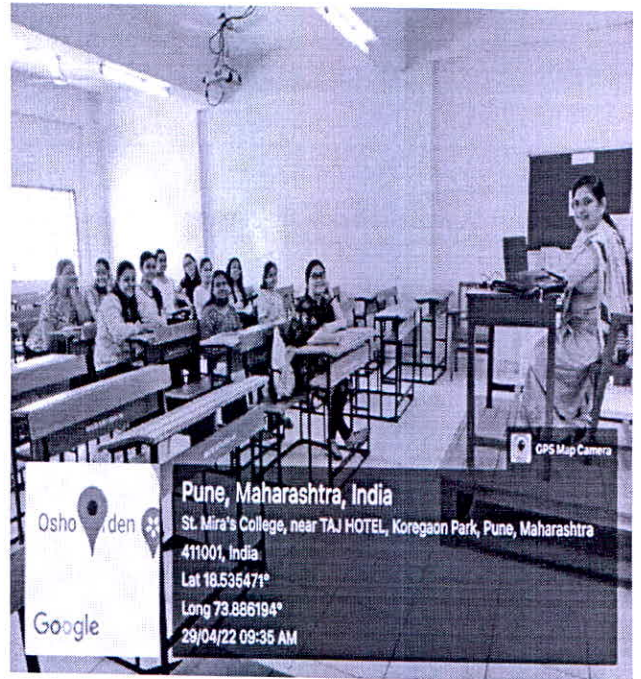 GPS Map Camera
Pune, Maharashtra, India
St. Mira's College, near TAJ HOTEL, Koregaon Park, Pune, Maharashtra
411001, India
Lat 18.535471°
Long 73.886194°
29/04/22 09:35 AM
Osho rden
Google